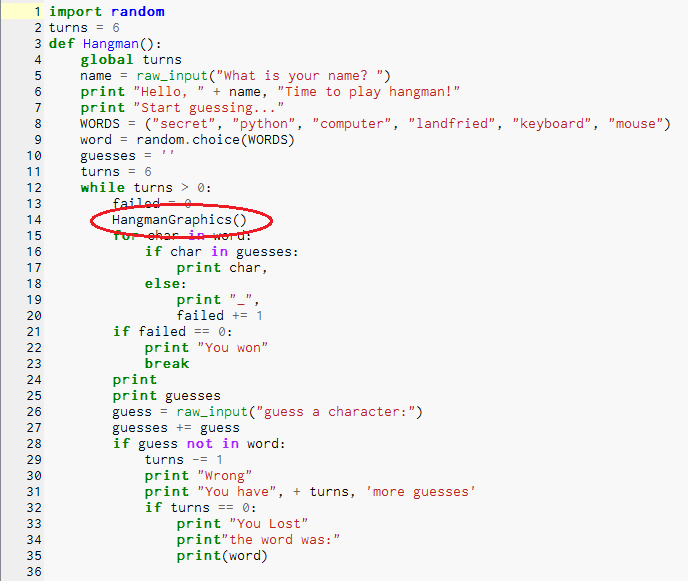 1 import random
2 turns = 6
3 def Hangman():
4     global turns
5     name = raw_input("What is your name? ")
6     print "Hello, " + name, "Time to play hangman!"
7     print "Start guessing..."
8     WORDS = ("secret", "python", "computer", "landfried", "keyboard", "mouse")
9     word = random.choice(WORDS)
10     guesses = ''
11     turns = 6
12     while turns > 0:
13         failed = 0
14         HangmanGraphics()
15         for char in word:
16             if char in guesses:
17                 print char,
18             else:
19                 print "_",
20                 failed += 1
21         if failed == 0:
22             print "You won"
23             break
24         print
25         print guesses
26         guess = raw_input("guess a character:")
27         guesses += guess
28         if guess not in word:
29             turns -= 1
30             print "Wrong"
31             print "You have", + turns, 'more guesses'
32             if turns == 0:
33                 print "You Lost"
34                 print"the word was:"
35                 print(word)
36